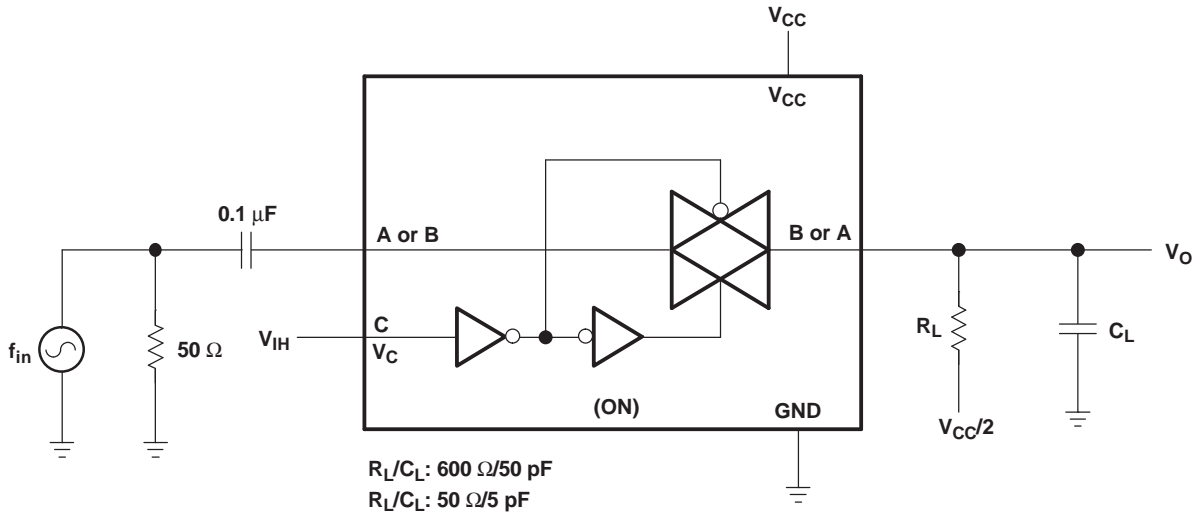 VCC
VCC
0.1 μF
A or B
B or A
VO
fin
50 Ω
VIH
C
VC
RL
CL
(ON)
GND
VCC/2
RL/CL: 600 Ω/50 pF
RL/CL: 50 Ω/5 pF